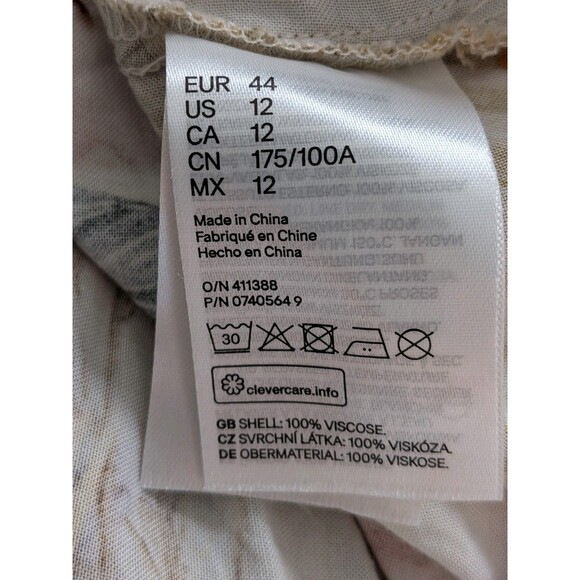 EUR 44
US 12
CA 12
CN 175/100A
MX 12
Made in China
Fabriqué en Chine
Hecho en China
O/N 411388
P/N 0740564 9
30
clevercare.info
GB SHELL: 100% VISCOSE.
CZ SVRCHNÍ LÁTKA: 100% VISKÓZA.
DE OBERMATERIAL: 100% VISKOSE.